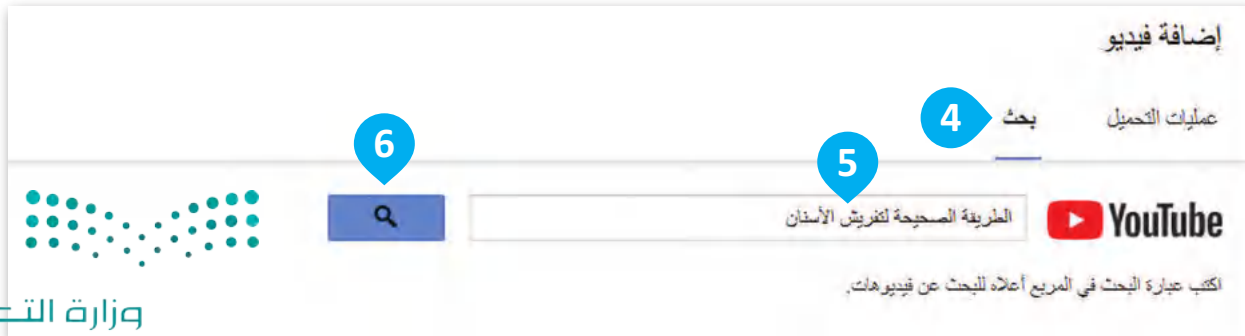 إضافة فيديو
عمليات التحميل بحث 4
6 5
YouTube الطريقة الصحيحة لتفريش الأسنان
اكتب عبارة البحث في المربع أعلاه للبحث عن فيديوهات.
وزارة